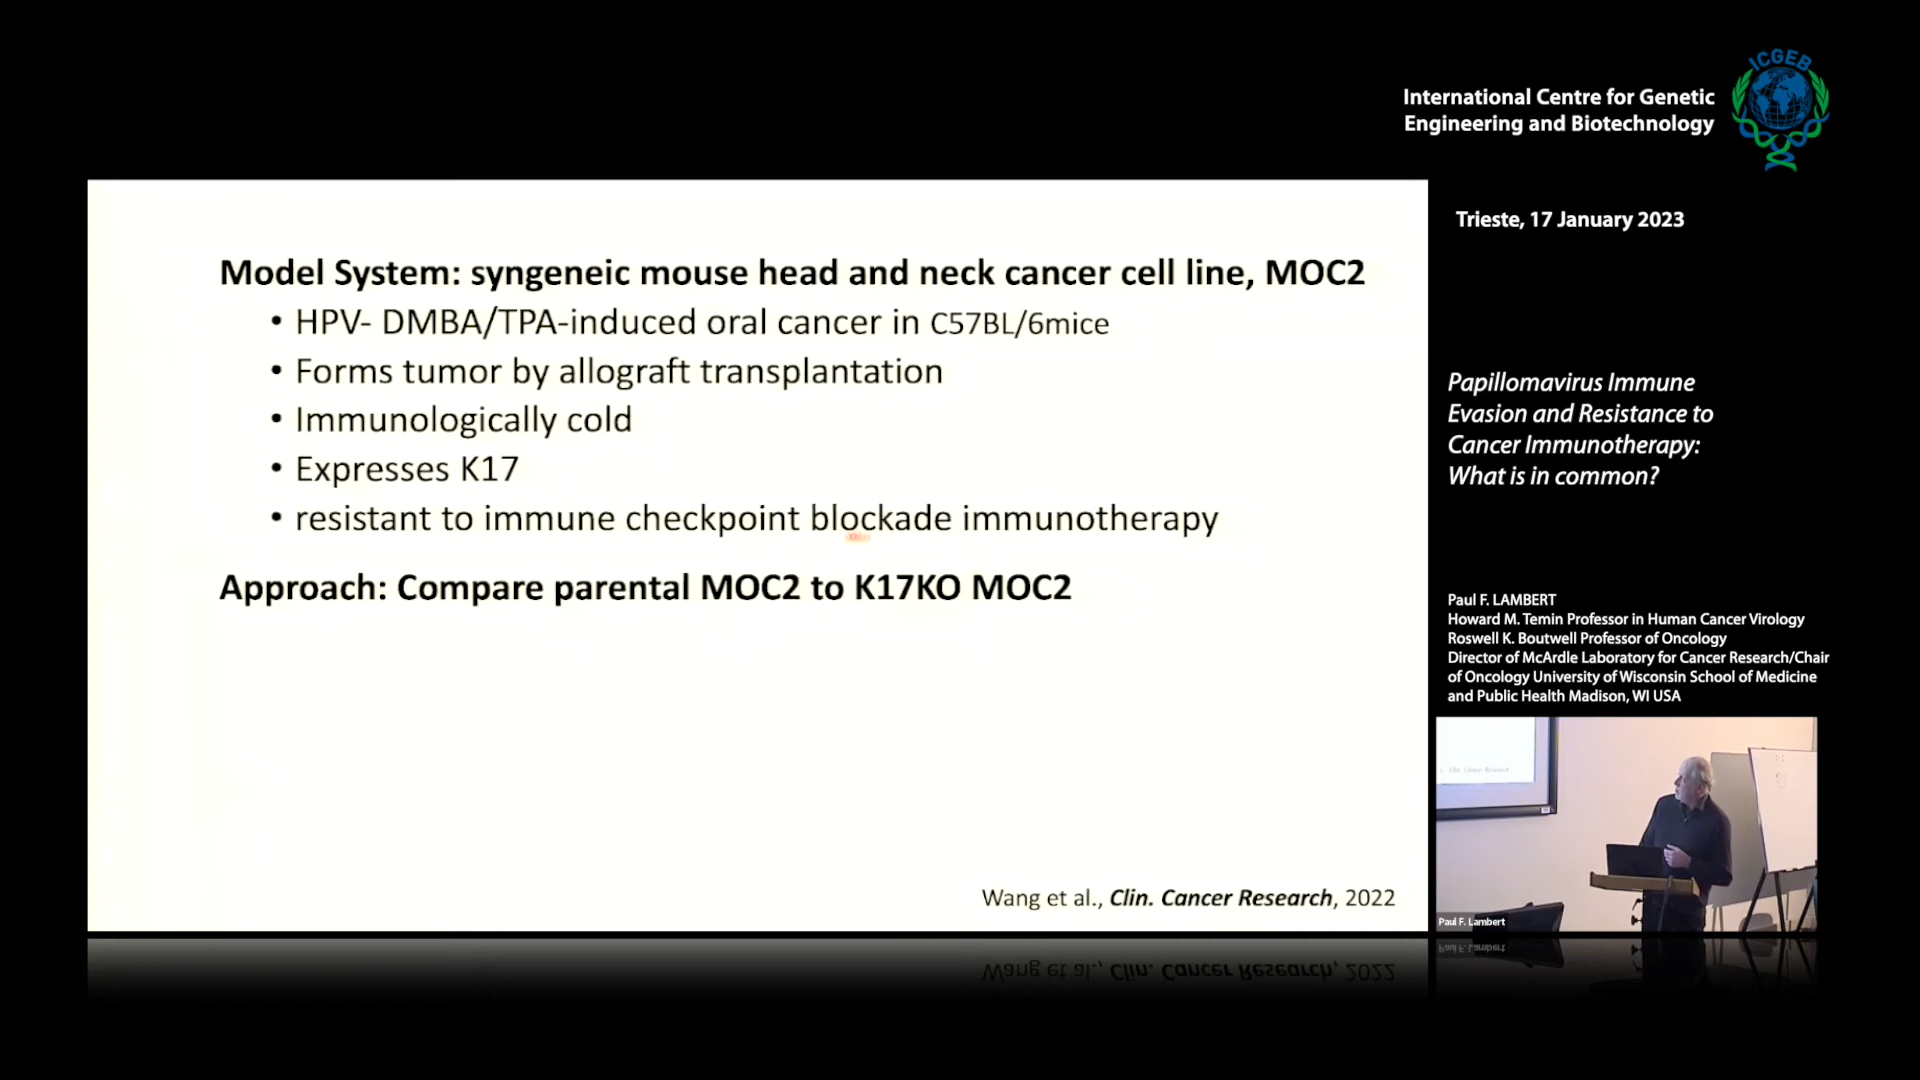 ICGEB
International Centre for Genetic
Engineering and Biotechnology
Trieste, 17 January 2023
Model System: syngeneic mouse head and neck cancer cell line, MOC2
• HPV- DMBA/TPA-induced oral cancer in C57BL/6mice
• Forms tumor by allograft transplantation
• Immunologically cold
• Expresses K17
• resistant to immune checkpoint blockade immunotherapy
Approach: Compare parental MOC2 to K17KO MOC2
Wang et al., Clin. Cancer Research, 2022
Papillomavirus Immune
Evasion and Resistance to
Cancer Immunotherapy:
What is in common?
Paul F. LAMBERT
Howard M. Temin Professor in Human Cancer Virology
Roswell K. Boutwell Professor of Oncology
Director of McArdle Laboratory for Cancer Research/Chair
of Oncology University of Wisconsin School of Medicine
and Public Health Madison, WI USA
Clin. Cancer Research
Paul F. Lambert